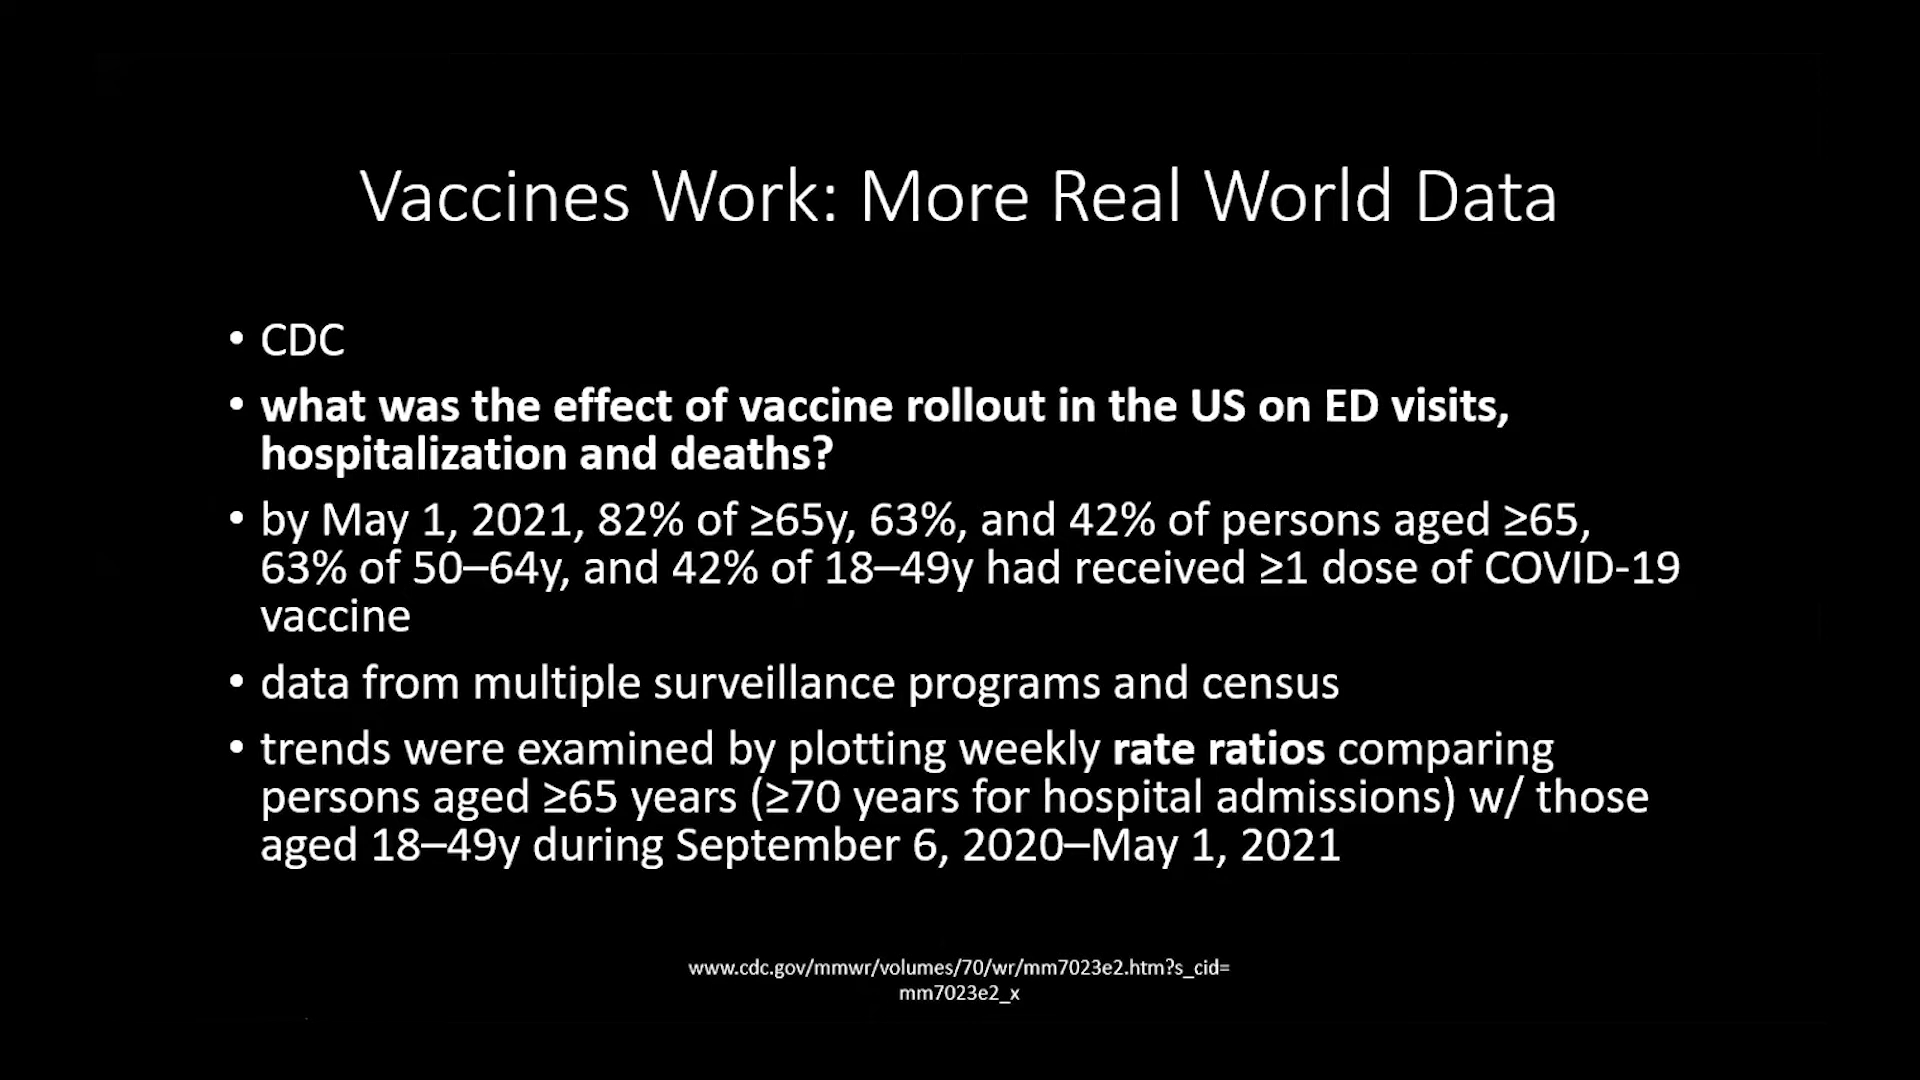 Vaccines Work: More Real World Data
• CDC
• what was the effect of vaccine rollout in the US on ED visits,
hospitalization and deaths?
• by May 1, 2021, 82% of ≥65y, 63%, and 42% of persons aged ≥65,
63% of 50–64y, and 42% of 18–49y had received ≥1 dose of COVID-19
vaccine
• data from multiple surveillance programs and census
• trends were examined by plotting weekly rate ratios comparing
persons aged ≥65 years (≥70 years for hospital admissions) w/ those
aged 18–49y during September 6, 2020–May 1, 2021
www.cdc.gov/mmwr/volumes/70/wr/mm7023e2.htm?s_cid=
mm7023e2_x